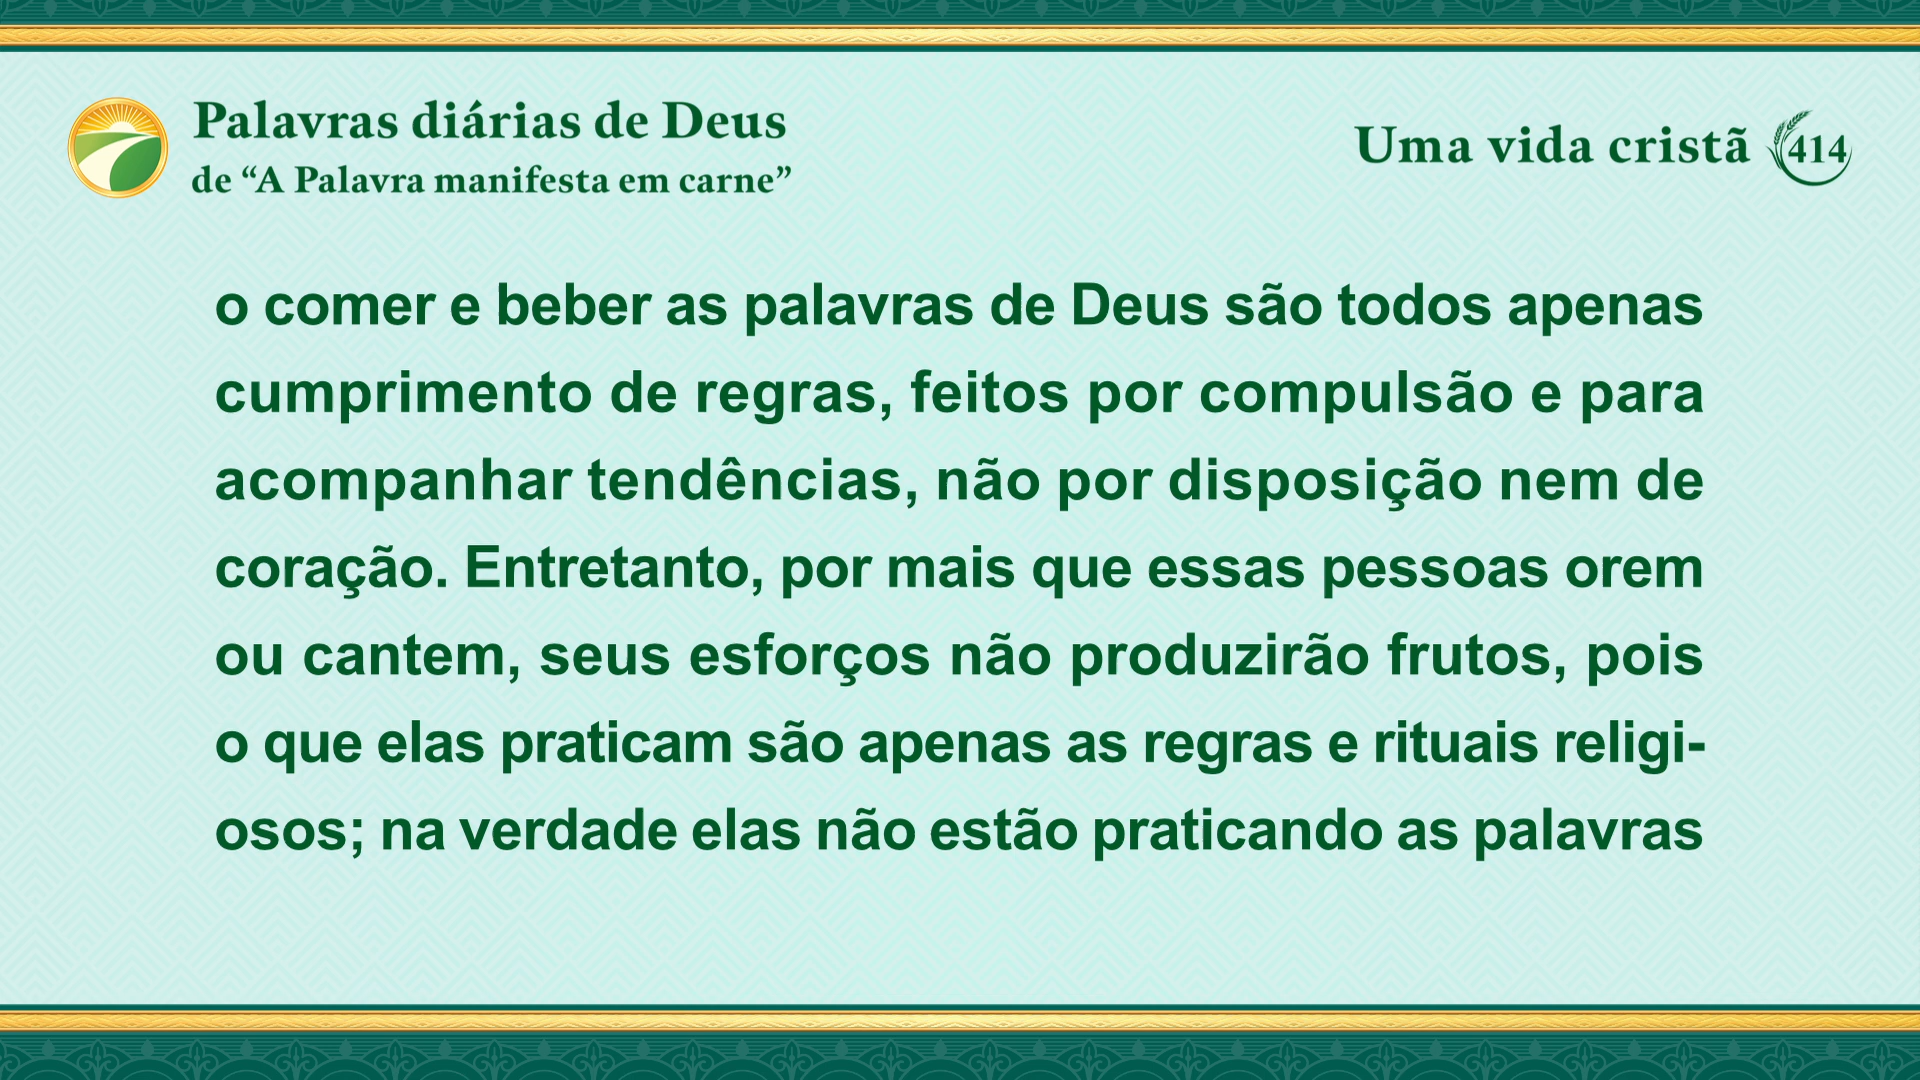 Palavras diárias de Deus
de “A Palavra manifesta em carne”
Uma vida cristã 414
o comer e beber as palavras de Deus são todos apenas
cumprimento de regras, feitos por compulsão e para
acompanhar tendências, não por disposição nem de
coração. Entretanto, por mais que essas pessoas orem
ou cantem, seus esforços não produzirão frutos, pois
o que elas praticam são apenas as regras e rituais religi-
osos; na verdade elas não estão praticando as palavras